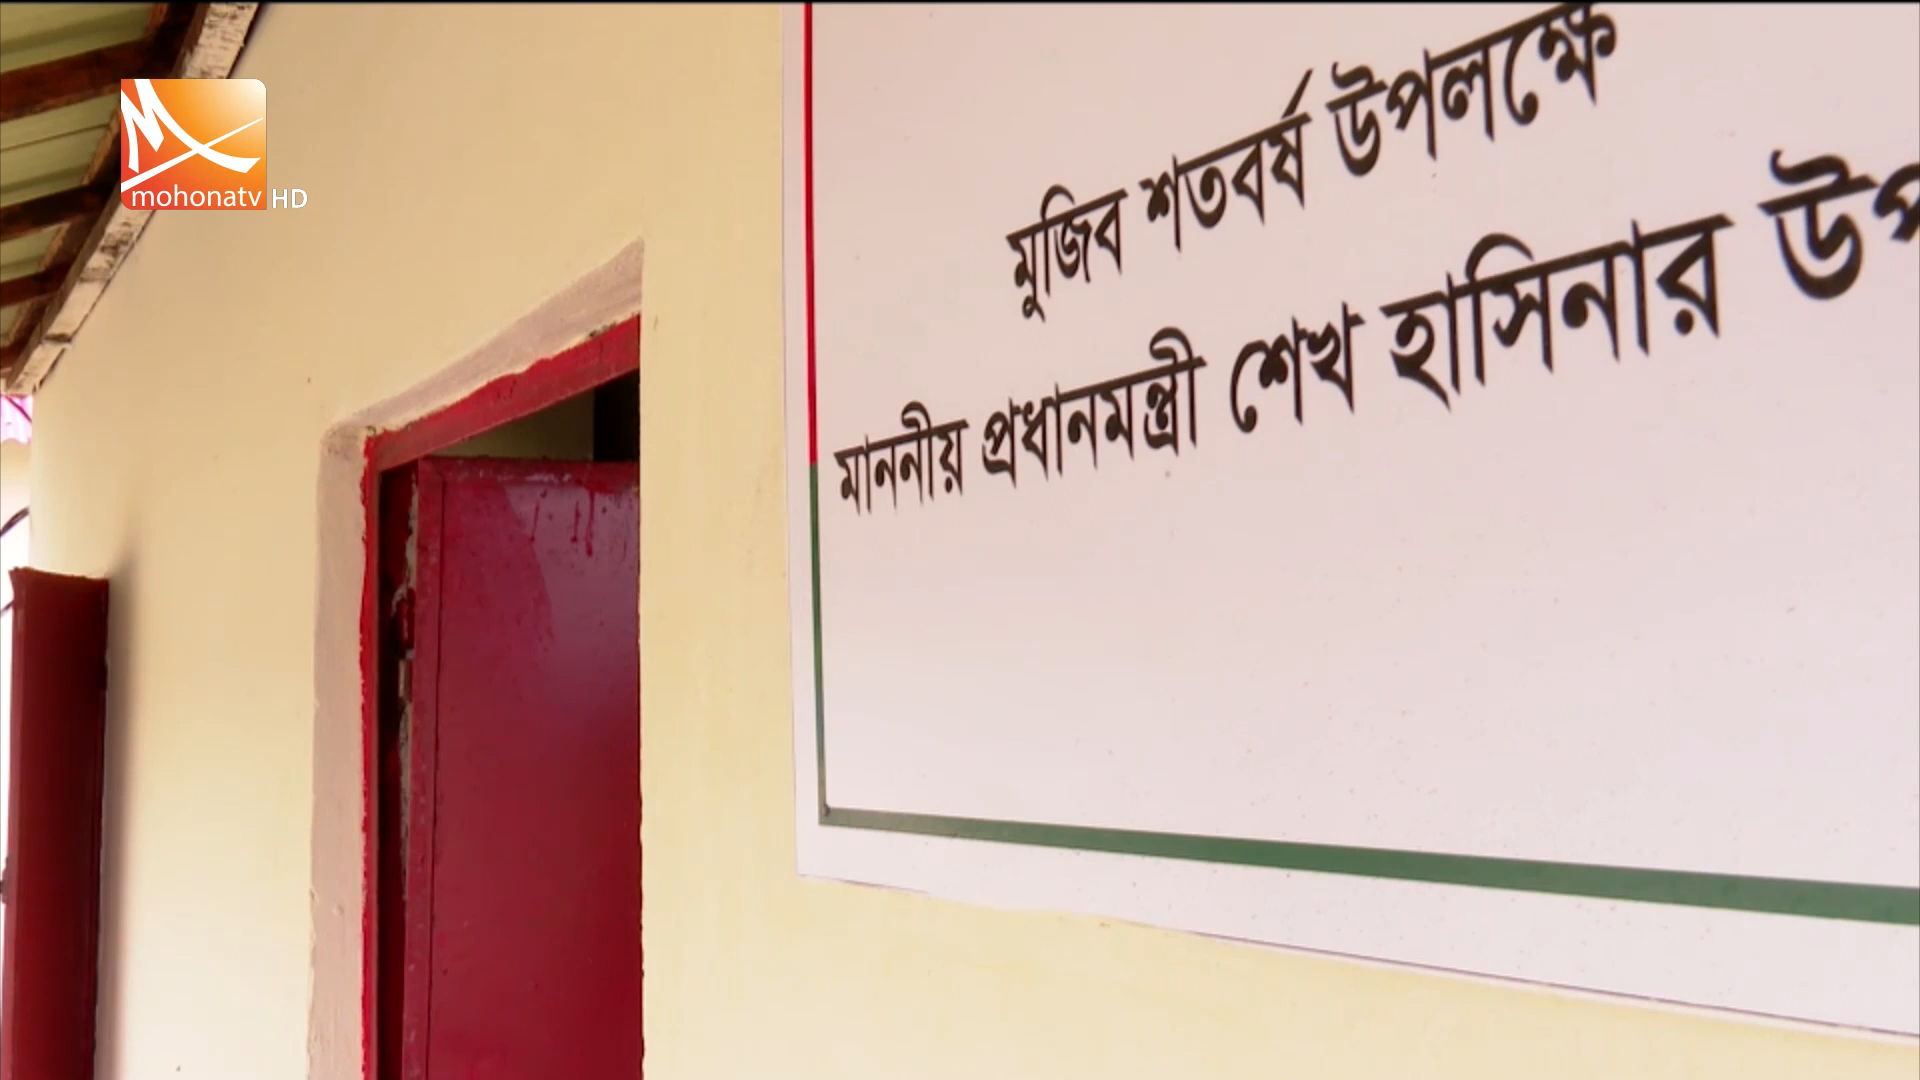 mohonatv HD
মুজিব শতবর্ষ উপলক্ষে
মাননীয় প্রধানমন্ত্রী শেখ হাসিনার